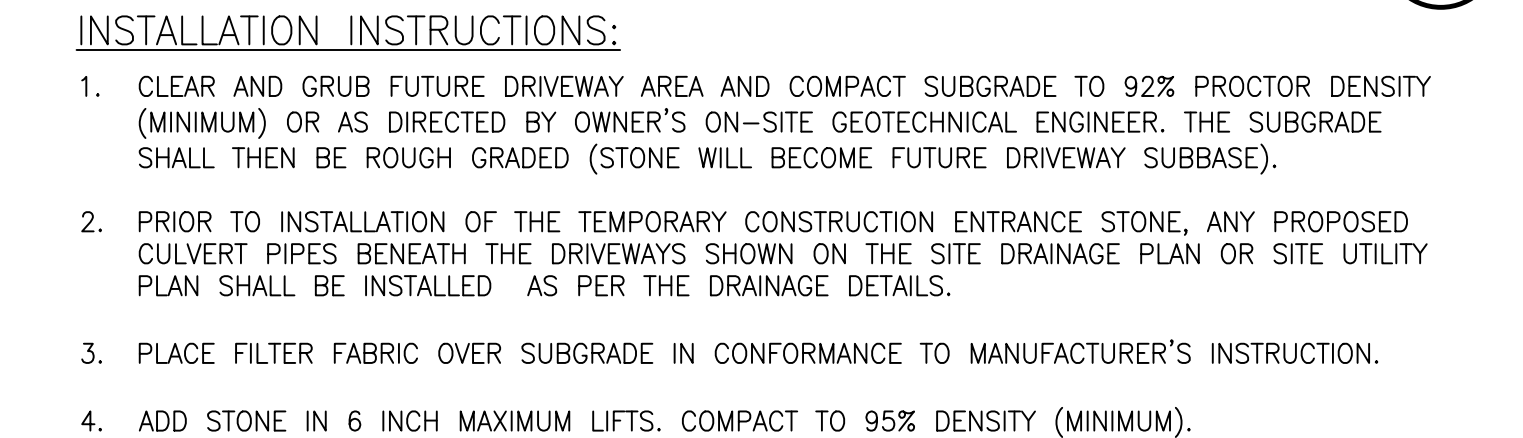 INSTALLATION INSTRUCTIONS:
1. CLEAR AND GRUB FUTURE DRIVEWAY AREA AND COMPACT SUBGRADE TO 92% PROCTOR DENSITY
(MINIMUM) OR AS DIRECTED BY OWNER'S ON-SITE GEOTECHNICAL ENGINEER. THE SUBGRADE
SHALL THEN BE ROUGH GRADED (STONE WILL BECOME FUTURE DRIVEWAY SUBBASE).
2. PRIOR TO INSTALLATION OF THE TEMPORARY CONSTRUCTION ENTRANCE STONE, ANY PROPOSED
CULVERT PIPES BENEATH THE DRIVEWAYS SHOWN ON THE SITE DRAINAGE PLAN OR SITE UTILITY
PLAN SHALL BE INSTALLED AS PER THE DRAINAGE DETAILS.
3. PLACE FILTER FABRIC OVER SUBGRADE IN CONFORMANCE TO MANUFACTURER'S INSTRUCTION.
4. ADD STONE IN 6 INCH MAXIMUM LIFTS. COMPACT TO 95% DENSITY (MINIMUM).